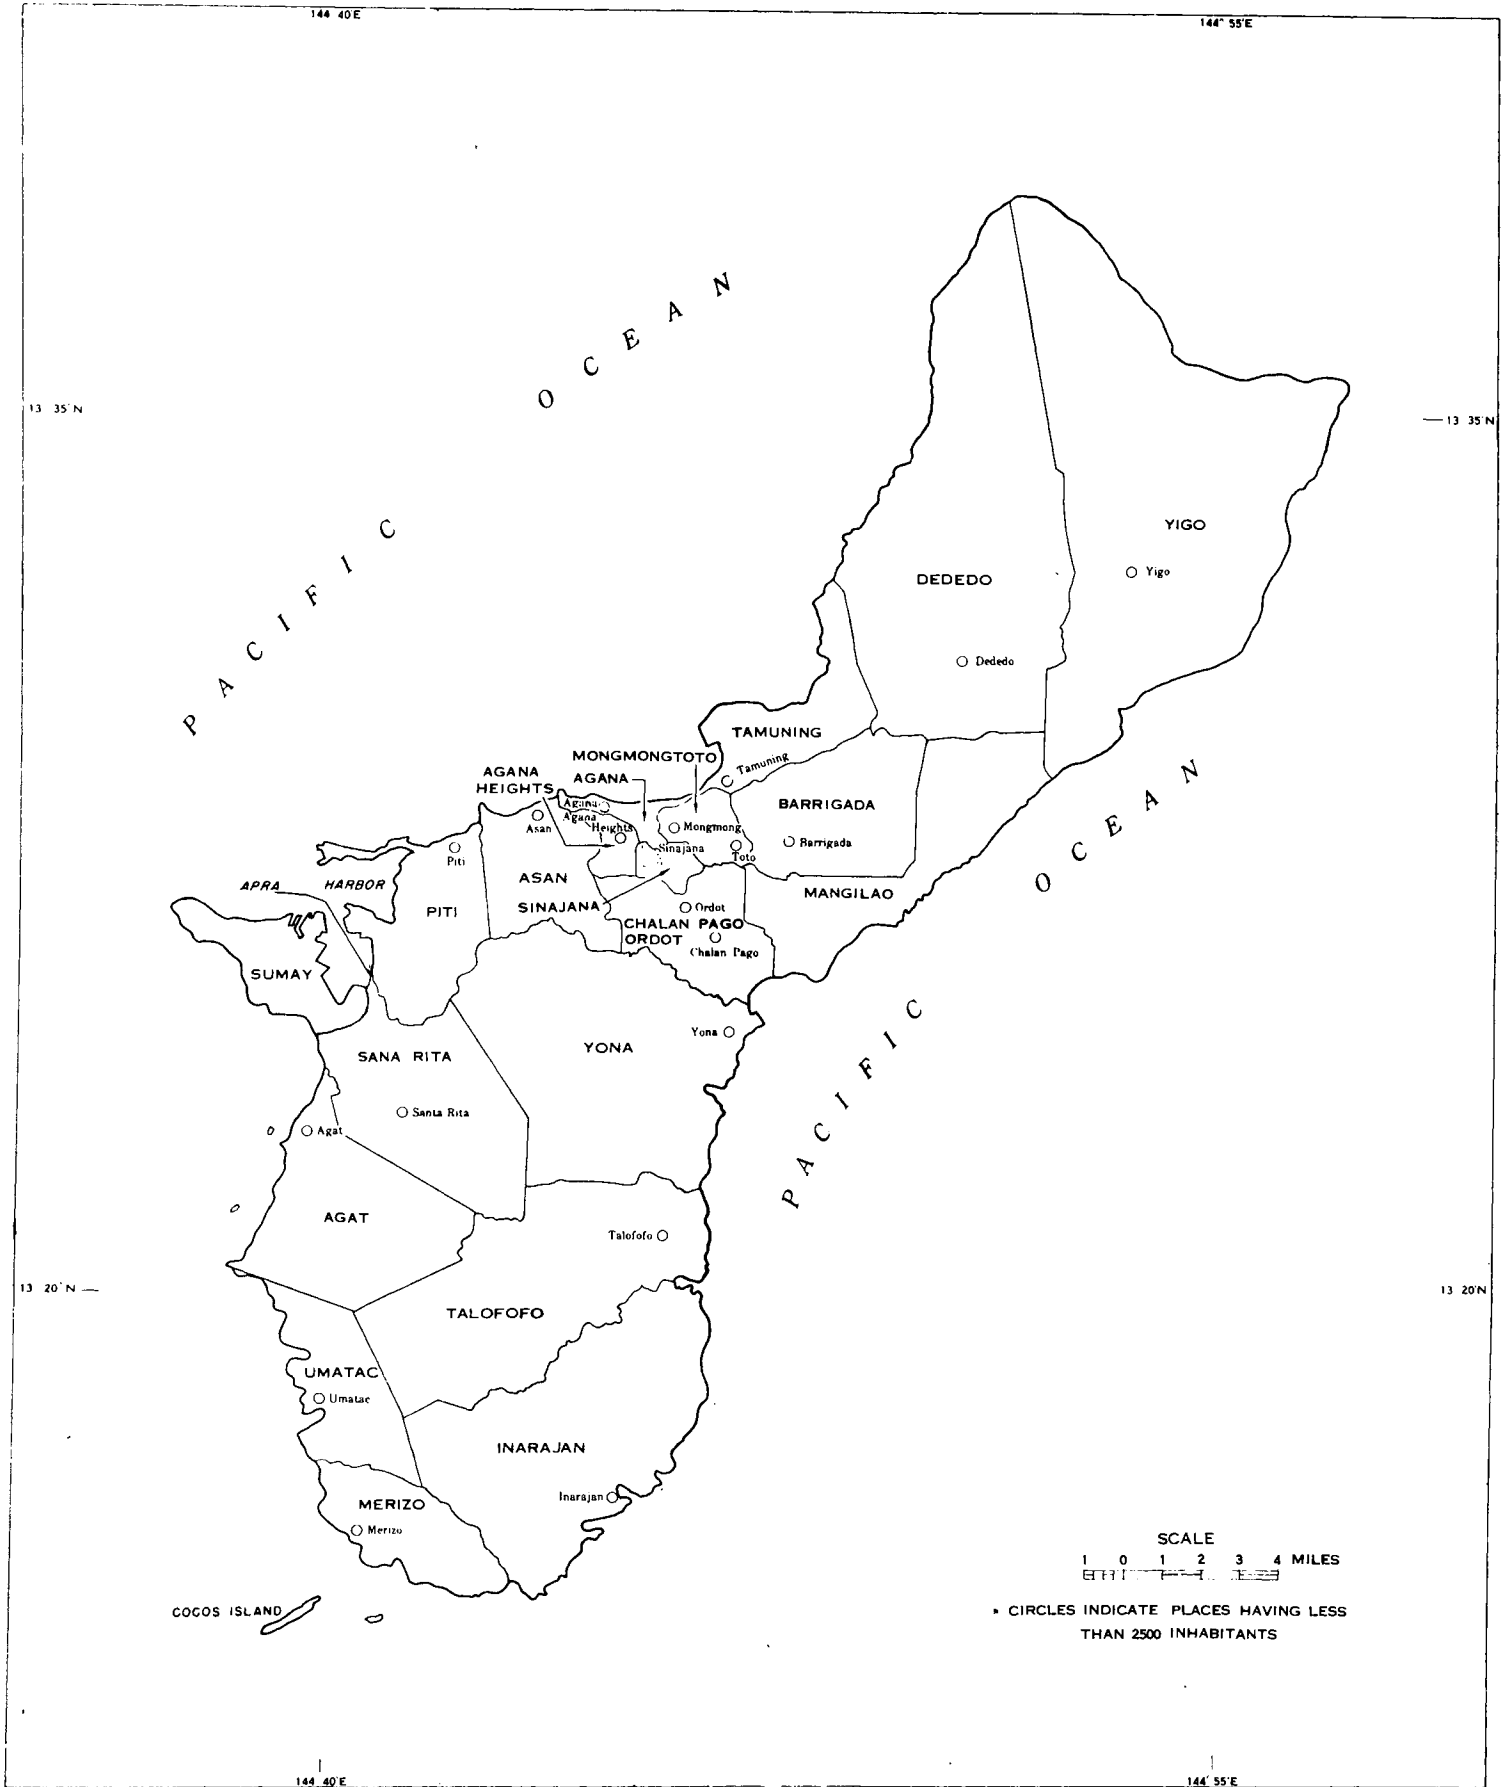 144 40'E
144° 55'E
PACIFIC OCEAN
13 35'N
13 35'N
YIGO
Yigo
DEDEDO
Dededo
TAMUNING
Tamuning
MONGMONGTOTO
AGANA
AGANA
HEIGHTS
Agana
Agana
Heights
Asan
Mongmong
Toto
Sinajana
BARRIGADA
Barrigada
PACIFIC OCEAN
Piti
APRA HARBOR
ASAN
PITI
SINAJANA
MANGILAO
Ordot
CHALAN PAGO
ORDOT
Chalan Pago
SUMAY
Yona
YONA
SANA RITA
Santa Rita
Agat
AGAT
Talofofo
13 20'N
13 20'N
TALOFOFO
UMATAC
Umatac
INARAJAN
Inarajan
MERIZO
Merizo
COCOS ISLAND
SCALE
1 0 1 2 3 4 MILES
* CIRCLES INDICATE PLACES HAVING LESS
THAN 2500 INHABITANTS
144 40'E
144° 55'E